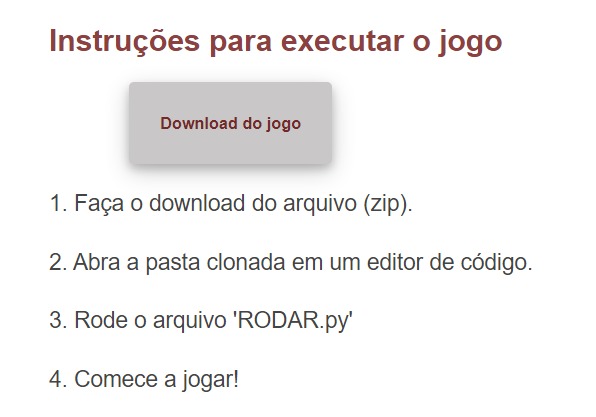 Instruções para executar o jogo
Download do jogo
1. Faça o download do arquivo (zip).
2. Abra a pasta clonada em um editor de código.
3. Rode o arquivo 'RODAR.py'
4. Comece a jogar!